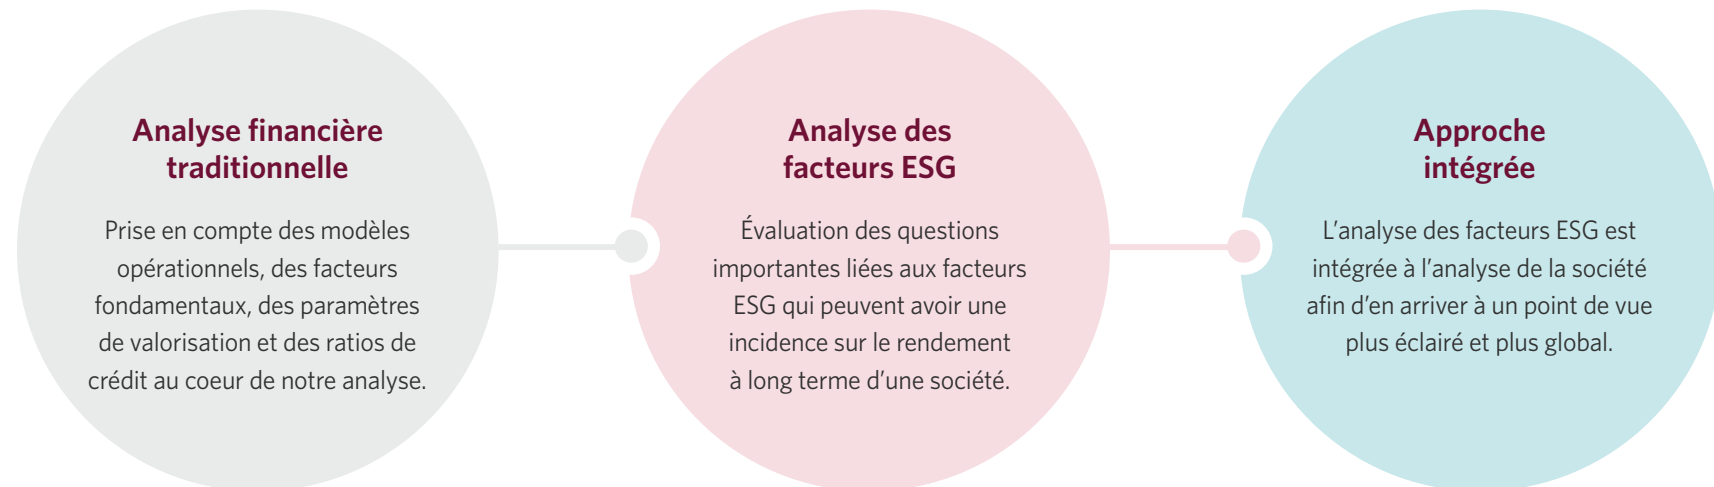 Analyse financière
traditionnelle
Prise en compte des modèles
opérationnels, des facteurs
fondamentaux, des paramètres
de valorisation et des ratios de
crédit au coeur de notre analyse.
Analyse des
facteurs ESG
Évaluation des questions
importantes liées aux facteurs
ESG qui peuvent avoir une
incidence sur le rendement
à long terme d’une société.
Approche
intégrée
L’analyse des facteurs ESG est
intégrée à l’analyse de la société
afin d’en arriver à un point de vue
plus éclairé et plus global.